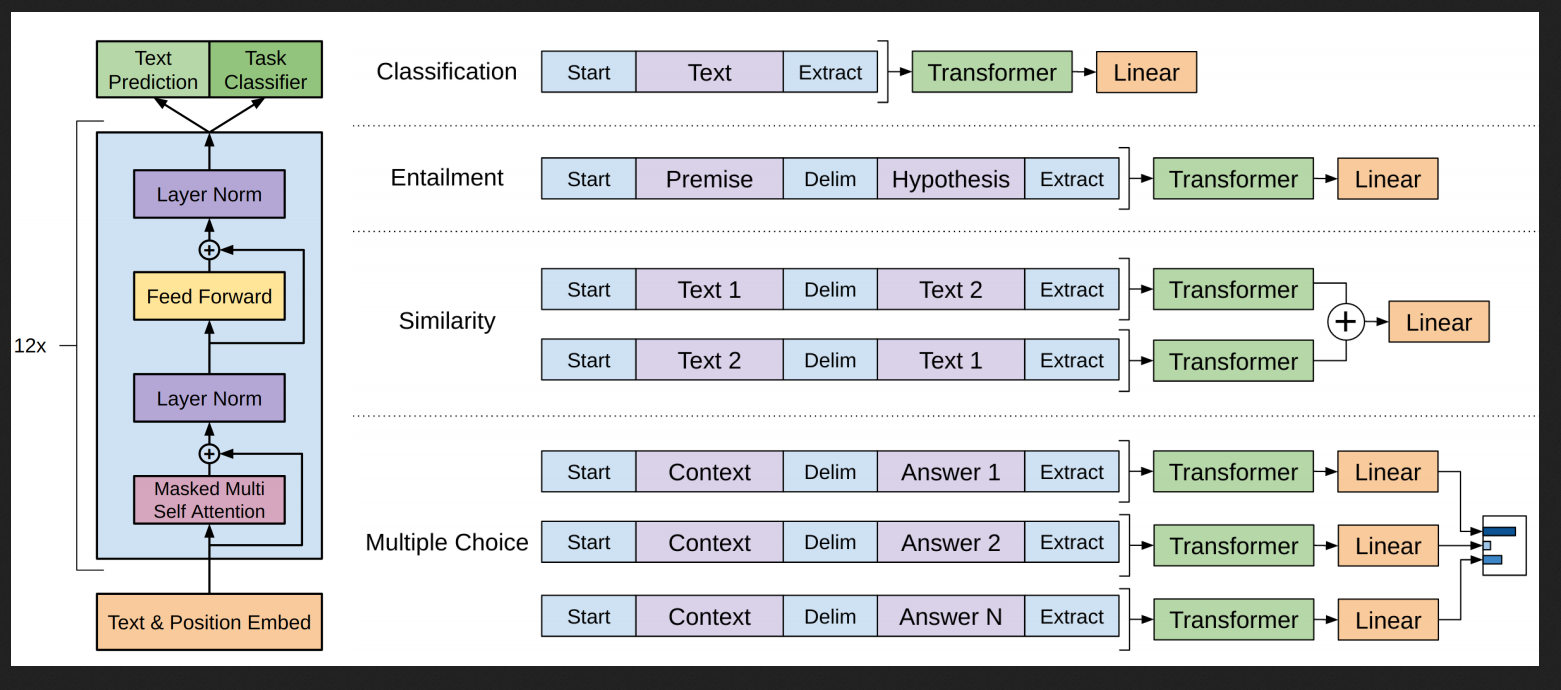 Text
Prediction
Task
Classifier
12x
Layer Norm
+
Feed Forward
Layer Norm
+
Masked Multi
Self Attention
Text & Position Embed
Classification
Start Text Extract Transformer Linear
Entailment
Start Premise Delim Hypothesis Extract Transformer Linear
Similarity
Start Text 1 Delim Text 2 Extract Transformer
Start Text 2 Delim Text 1 Extract Transformer
+
Linear
Multiple Choice
Start Context Delim Answer 1 Extract Transformer Linear
Start Context Delim Answer 2 Extract Transformer Linear
Start Context Delim Answer N Extract Transformer Linear